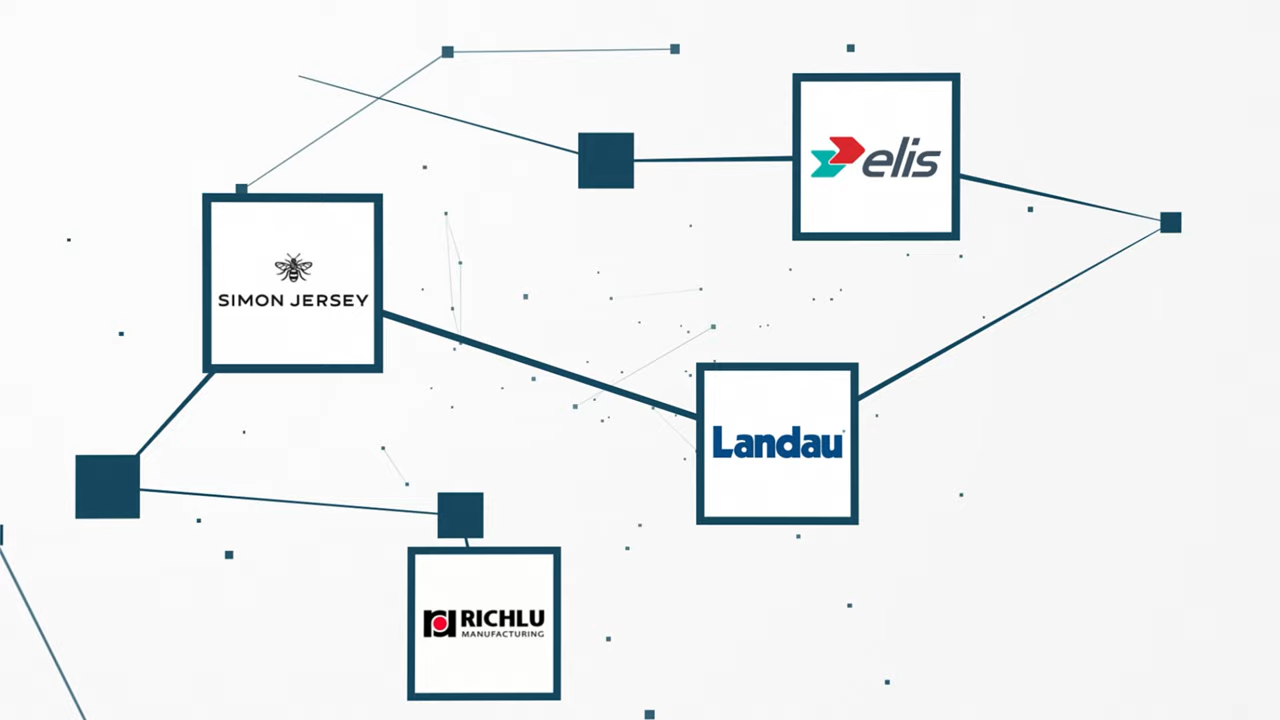 elis
SIMON JERSEY
Landau
RICHLU
MANUFACTURING